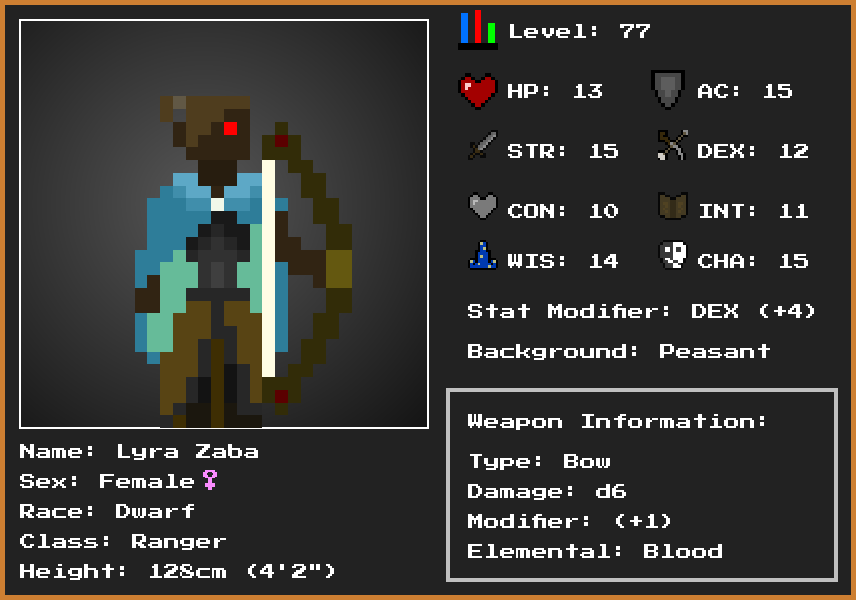 Level: 77
HP: 13
AC: 15
STR: 15
DEX: 12
CON: 10
INT: 11
WIS: 14
CHA: 15
Stat Modifier: DEX (+4)
Background: Peasant
Weapon Information:
Type: Bow
Damage: d6
Modifier: (+1)
Elemental: Blood
Name: Lyra Zaba
Sex: Female♀
Race: Dwarf
Class: Ranger
Height: 128cm (4'2")